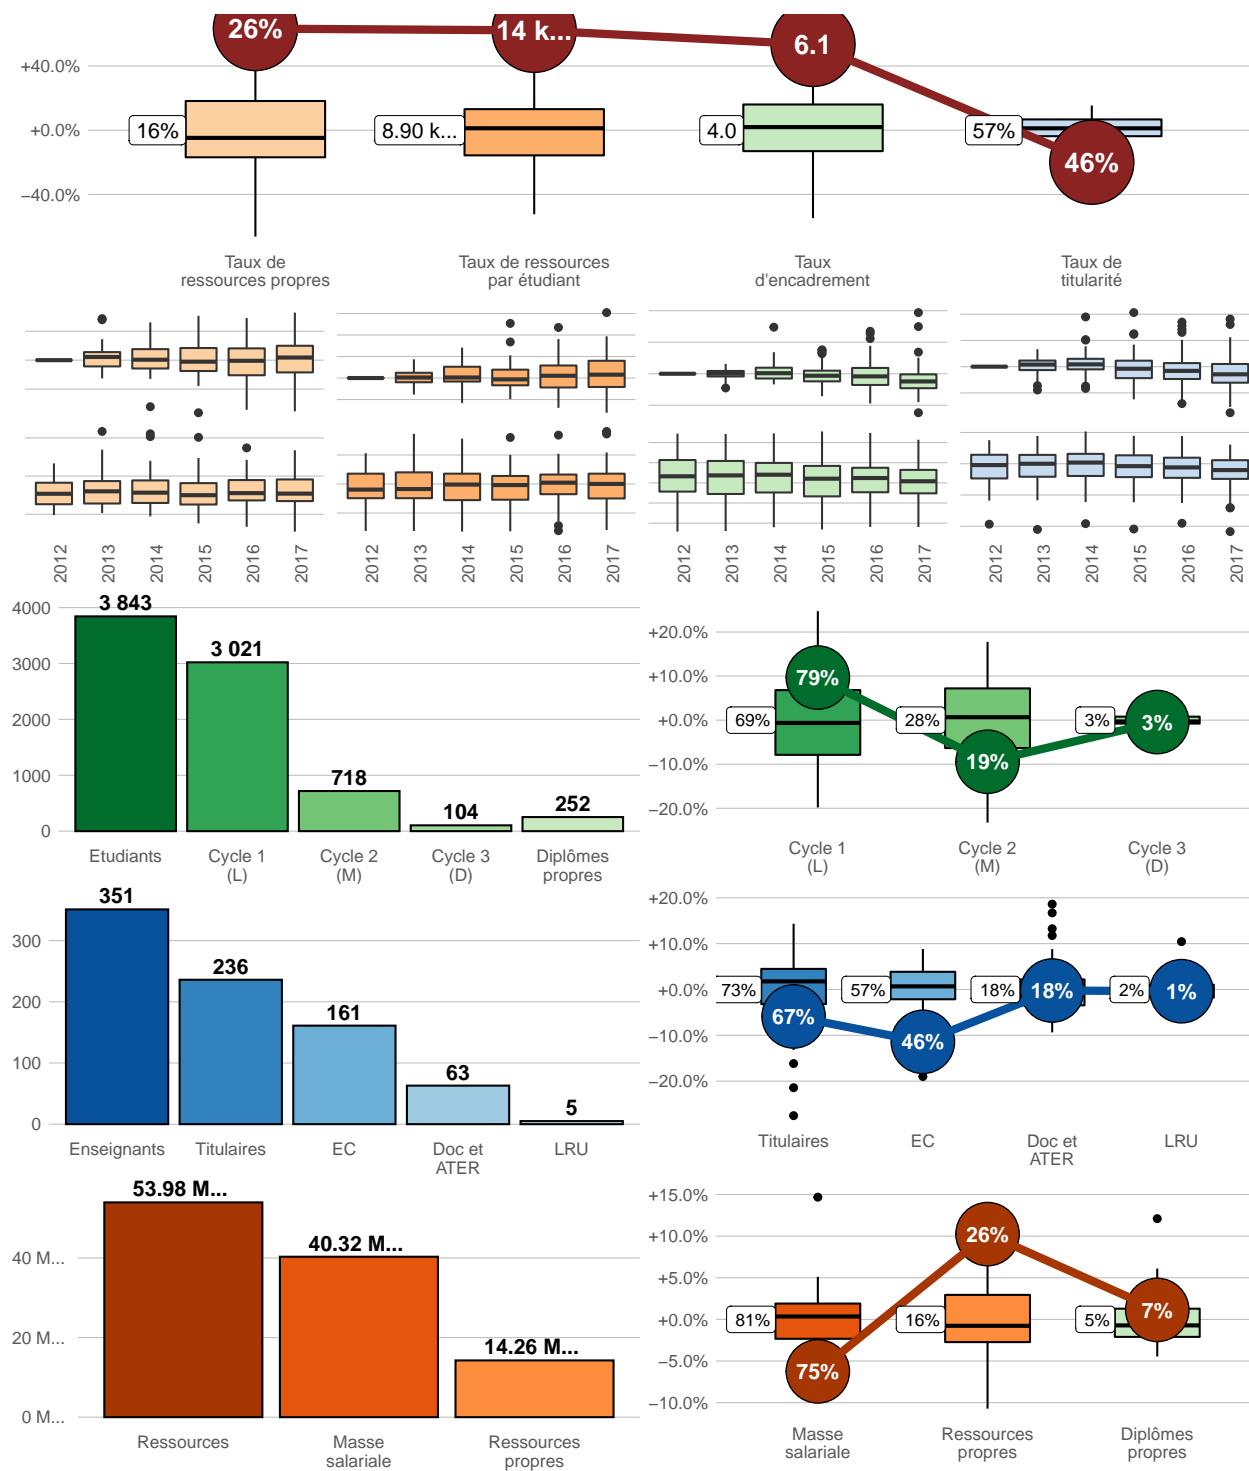 26%
14 k...
6.1
46%
+40.0%
+0.0%
−40.0%
16%
8.90 k...
4.0
57%
Taux de
ressources propres
Taux de ressources
par étudiant
Taux
d'encadrement
Taux de
titularité
2012
2013
2014
2015
2016
2017
2012
2013
2014
2015
2016
2017
2012
2013
2014
2015
2016
2017
2012
2013
2014
2015
2016
2017
4000
3000
2000
1000
0
3 843
3 021
718
104
252
Etudiants
Cycle 1
(L)
Cycle 2
(M)
Cycle 3
(D)
Diplômes
propres
+20.0%
+10.0%
+0.0%
−10.0%
−20.0%
69%
79%
28%
19%
3%
3%
Cycle 1
(L)
Cycle 2
(M)
Cycle 3
(D)
300
200
100
0
351
236
161
63
5
Enseignants
Titulaires
EC
Doc et
ATER
LRU
+20.0%
+10.0%
+0.0%
−10.0%
−20.0%
73%
67%
57%
46%
18%
18%
2%
1%
Titulaires
EC
Doc et
ATER
LRU
40 M...
20 M...
0 M...
53.98 M...
40.32 M...
14.26 M...
Ressources
Masse
salariale
Ressources
propres
+15.0%
+10.0%
+5.0%
+0.0%
−5.0%
−10.0%
81%
75%
16%
26%
5%
7%
Masse
salariale
Ressources
propres
Diplômes
propres